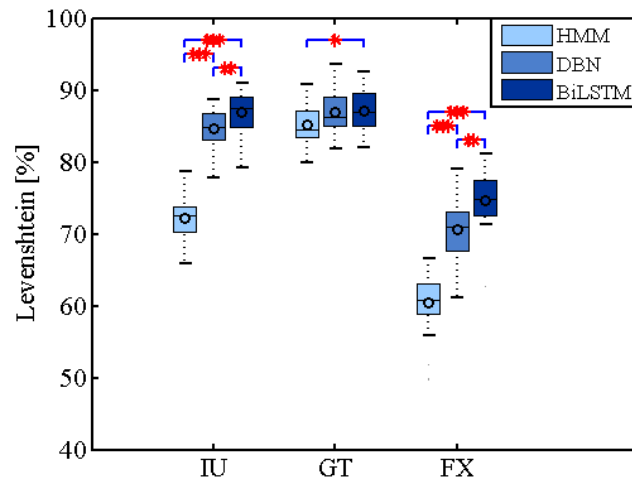 Levenshtein [%]
100
90
80
70
60
50
40
IU
GT
FX
HMM
DBN
BiLSTM
***
***
**
*
***
***
**